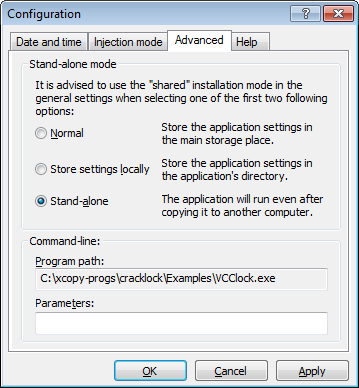 Configuration
Date and time Injection mode Advanced Help
Stand-alone mode
It is advised to use the "shared" installation mode in the
general settings when selecting one of the first two following
options:
Normal Store the application settings in
the main storage place.
Store settings locally Store the application settings in
the application's directory.
Stand-alone The application will run even after
copying it to another computer.
Command-line:
Program path:
C:\xcopy-progs\cracklock\Examples\VCClock.exe
Parameters:
OK Cancel Apply